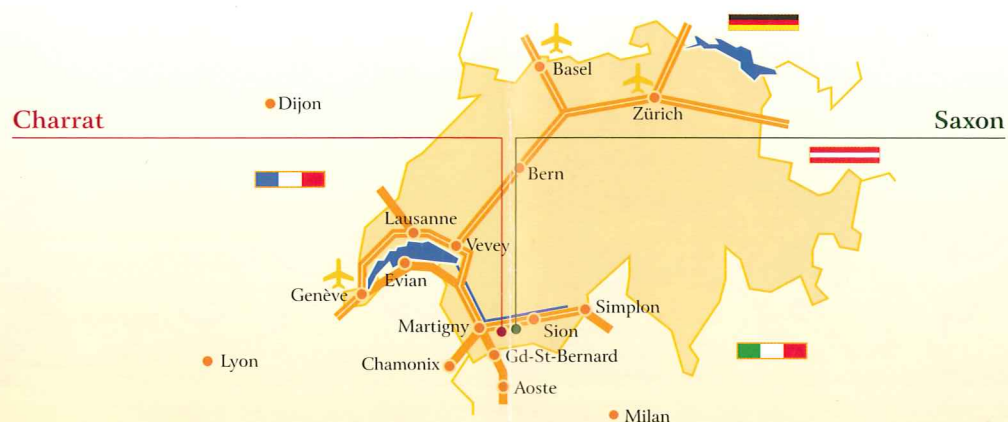 Basel
Dijon
Zürich
Charrat
Saxon
Bern
Lausanne
Vevey
Evian
Genève
Simplon
Martigny
Sion
Gd-St-Bernard
Lyon
Chamonix
Aoste
Milan